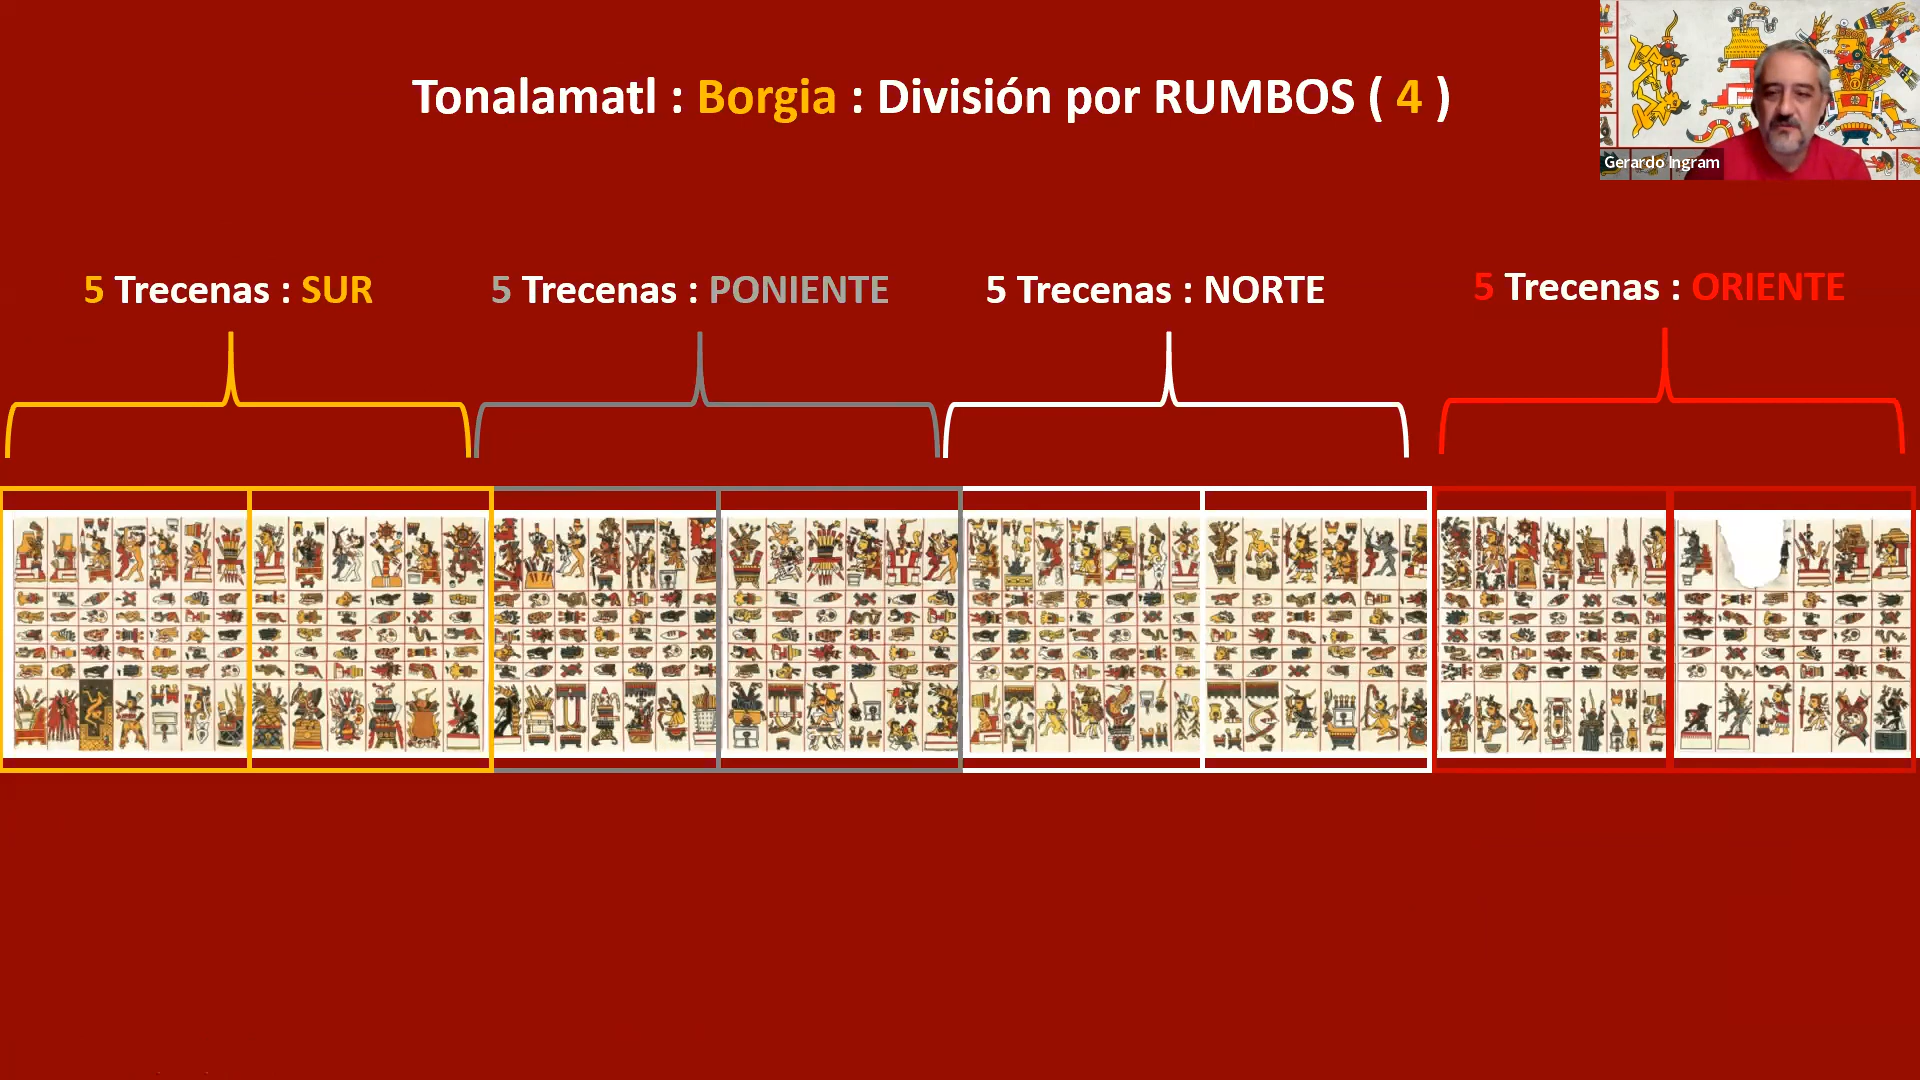 Tonalamatl : Borgia : División por RUMBOS ( 4 )
Gerardo Ingram
5 Trecenas : SUR
5 Trecenas : PONIENTE
5 Trecenas : NORTE
5 Trecenas : ORIENTE